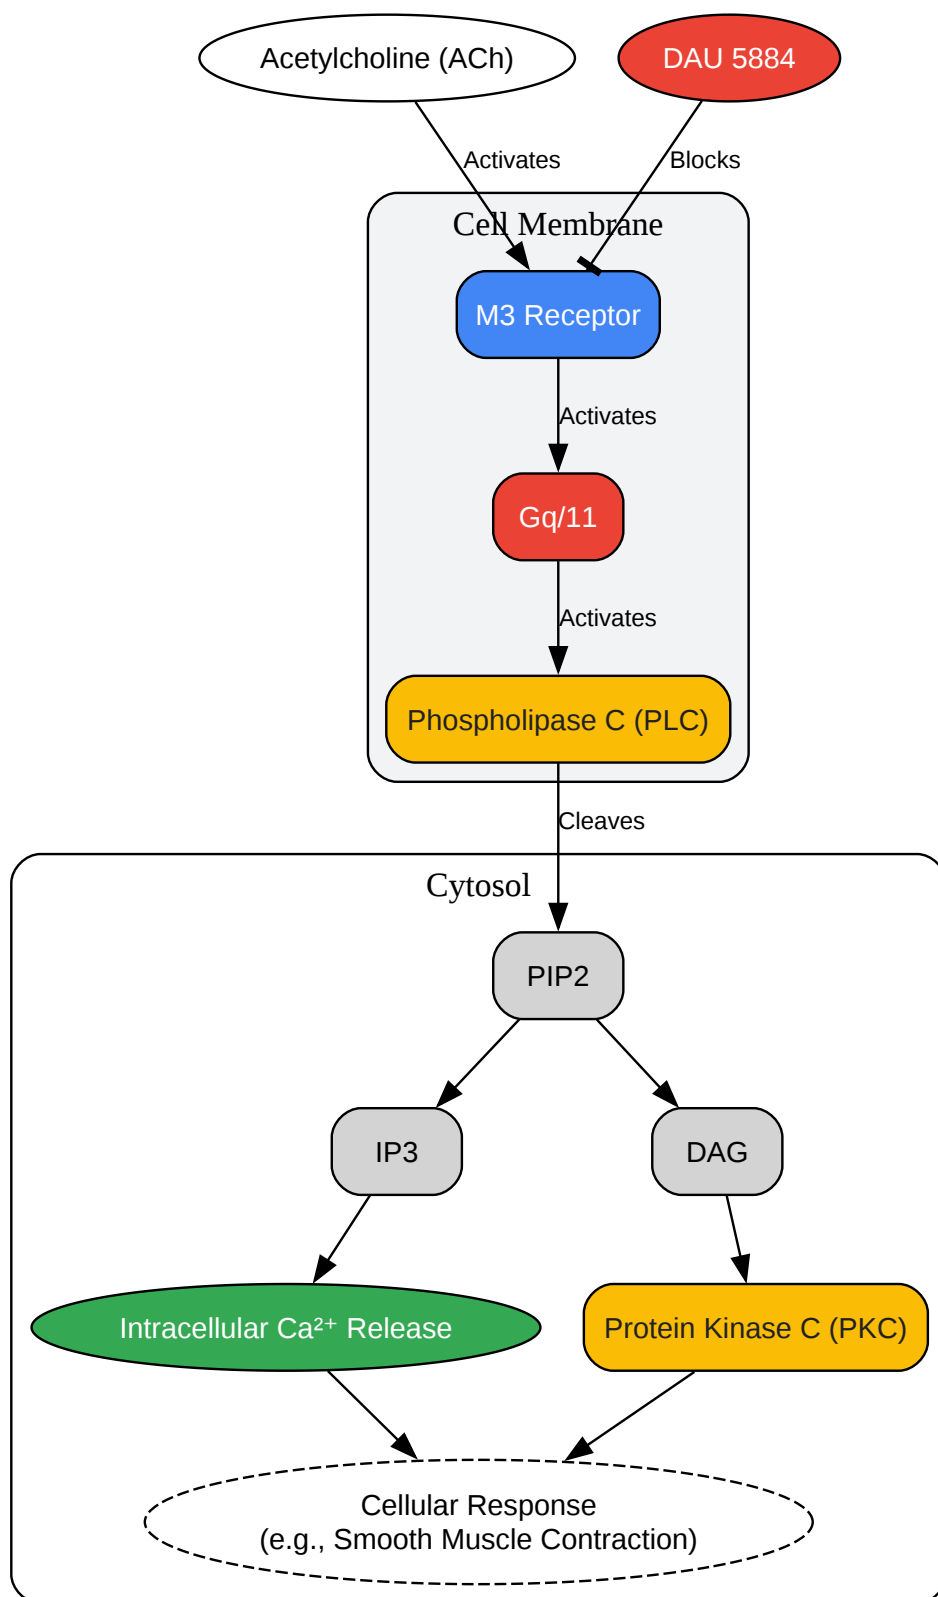 Acetylcholine (ACh)
DAU 5884
Activates
Blocks
Cell Membrane
M3 Receptor
Activates
Gq/11
Activates
Phospholipase C (PLC)
Cleaves
Cytosol
PIP2
IP3
DAG
Intracellular Ca²⁺ Release
Protein Kinase C (PKC)
Cellular Response
(e.g., Smooth Muscle Contraction)